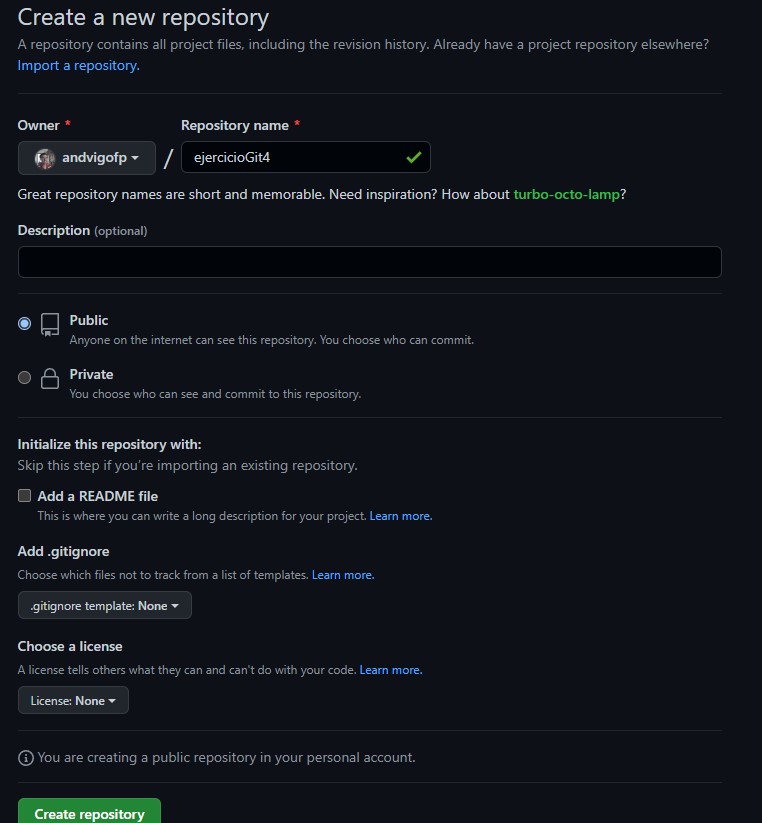 Create a new repository
A repository contains all project files, including the revision history. Already have a project repository elsewhere?
Import a repository.
Owner * Repository name *
andvigofp / ejercicioGit4
Great repository names are short and memorable. Need inspiration? How about turbo-octo-lamp?
Description (optional)
Public
Anyone on the internet can see this repository. You choose who can commit.
Private
You choose who can see and commit to this repository.
Initialize this repository with:
Skip this step if you're importing an existing repository.
Add a README file
This is where you can write a long description for your project. Learn more.
Add .gitignore
Choose which files not to track from a list of templates. Learn more.
.gitignore template: None
Choose a license
A license tells others what they can and can't do with your code. Learn more.
License: None
You are creating a public repository in your personal account.
Create repository